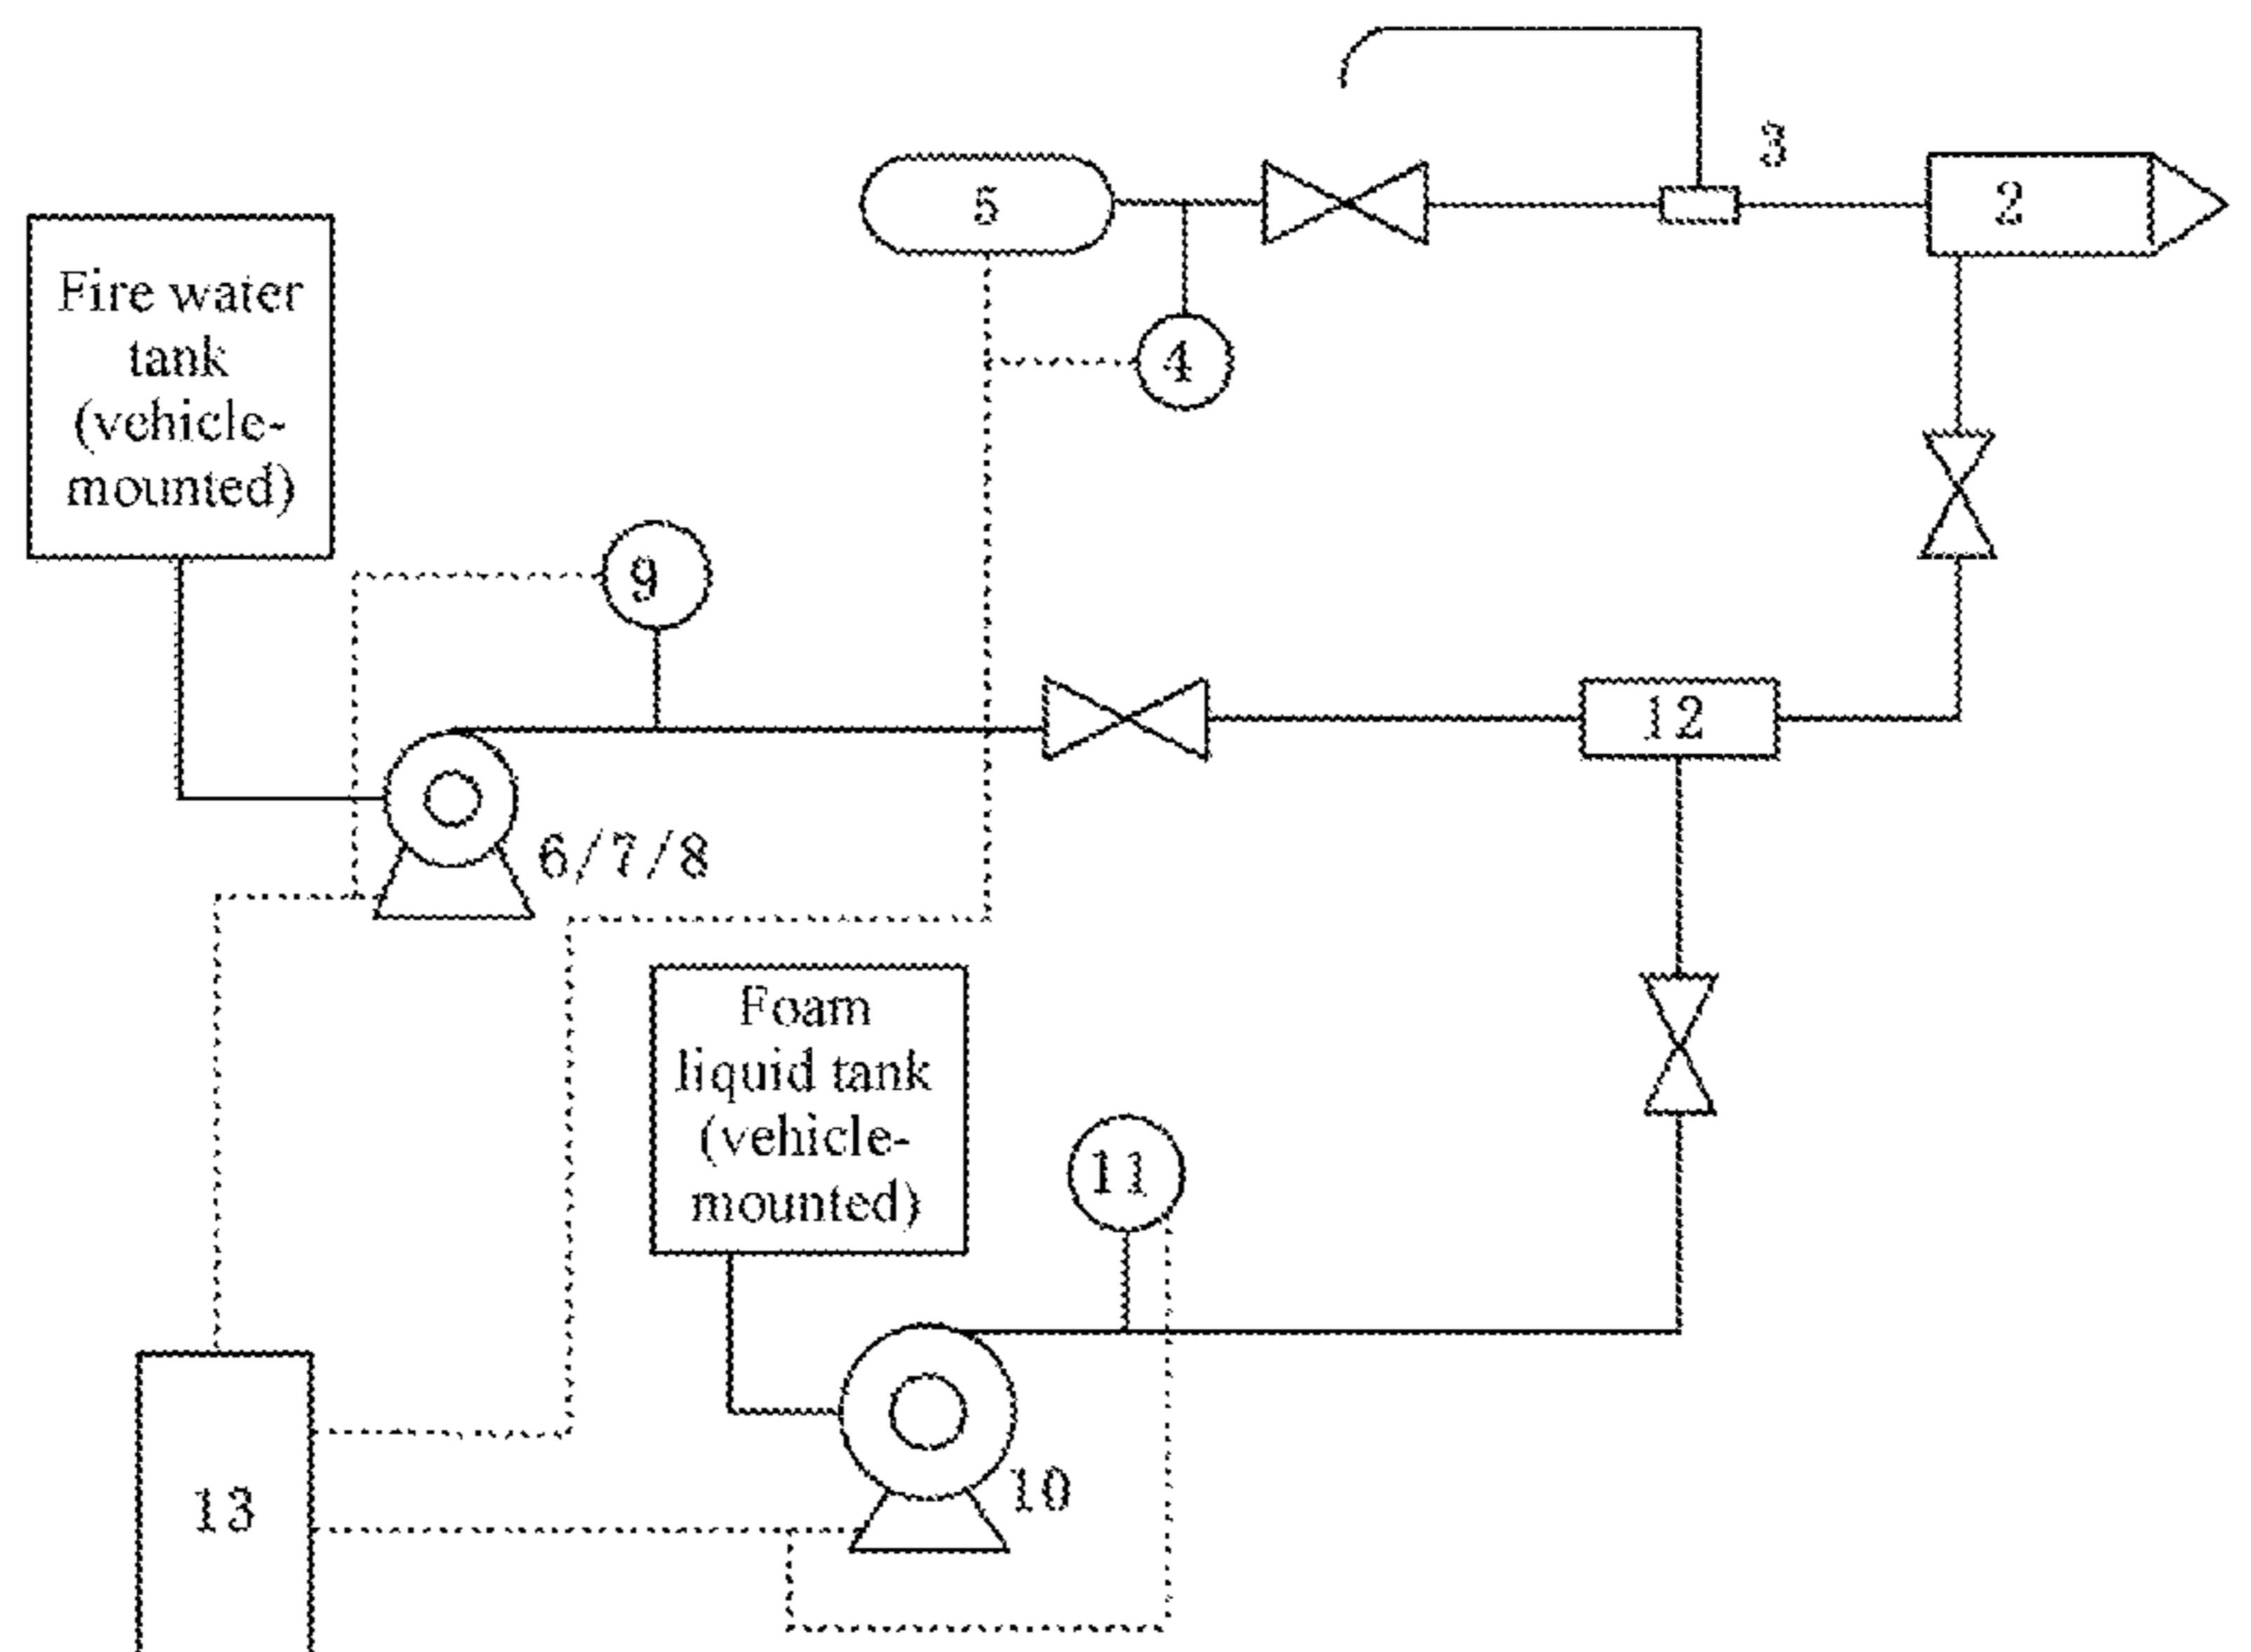 3
5
2
Fire water
tank
(vehicle-
mounted)
4
9
12
6/7/8
Foam
liquid tank
(vehicle-
mounted)
11
10
13